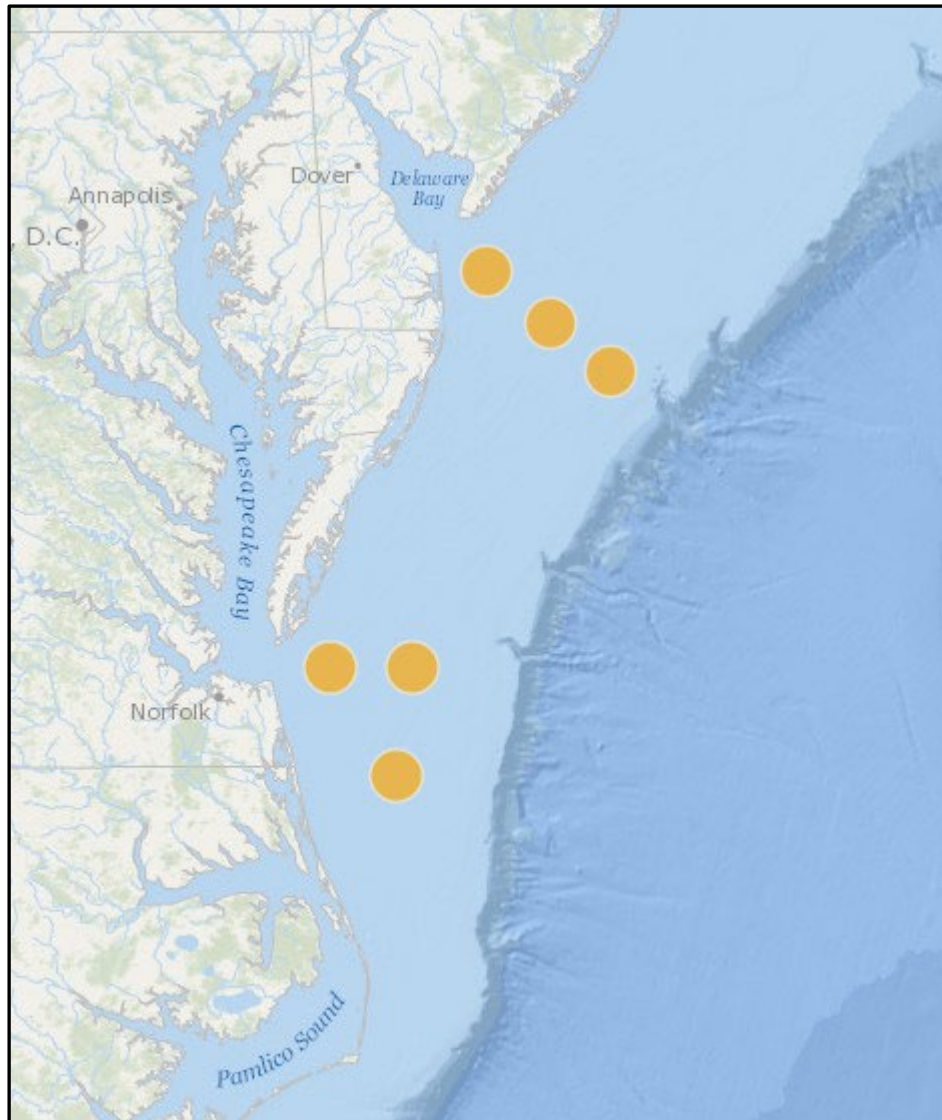 Dover
Delaware
Bay
Annapolis
, D.C.
Chesapeake Bay
Norfolk
Pamlico Sound